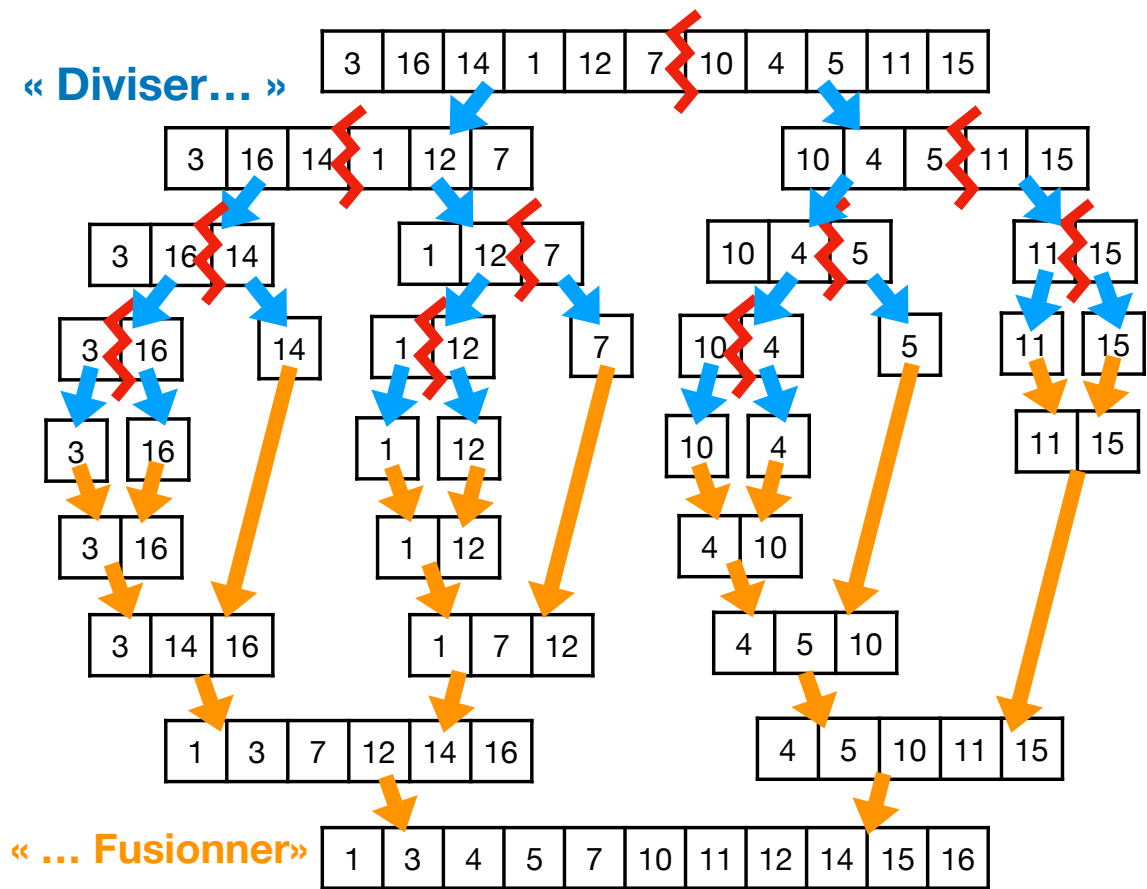 3 16 14 1 12 7 10 4 5 11 15
« Diviser... »
3 16 14 1 12 7 10 4 5 11 15
3 16 14 1 12 7 10 4 5 11 15
3 16 14 1 12 7 10 4 5 11 15
3 16 1 12 10 4 11 15
3 16 1 12 4 10
3 14 16 1 7 12 4 5 10
1 3 7 12 14 16 4 5 10 11 15
« ... Fusionner»
1 3 4 5 7 10 11 12 14 15 16